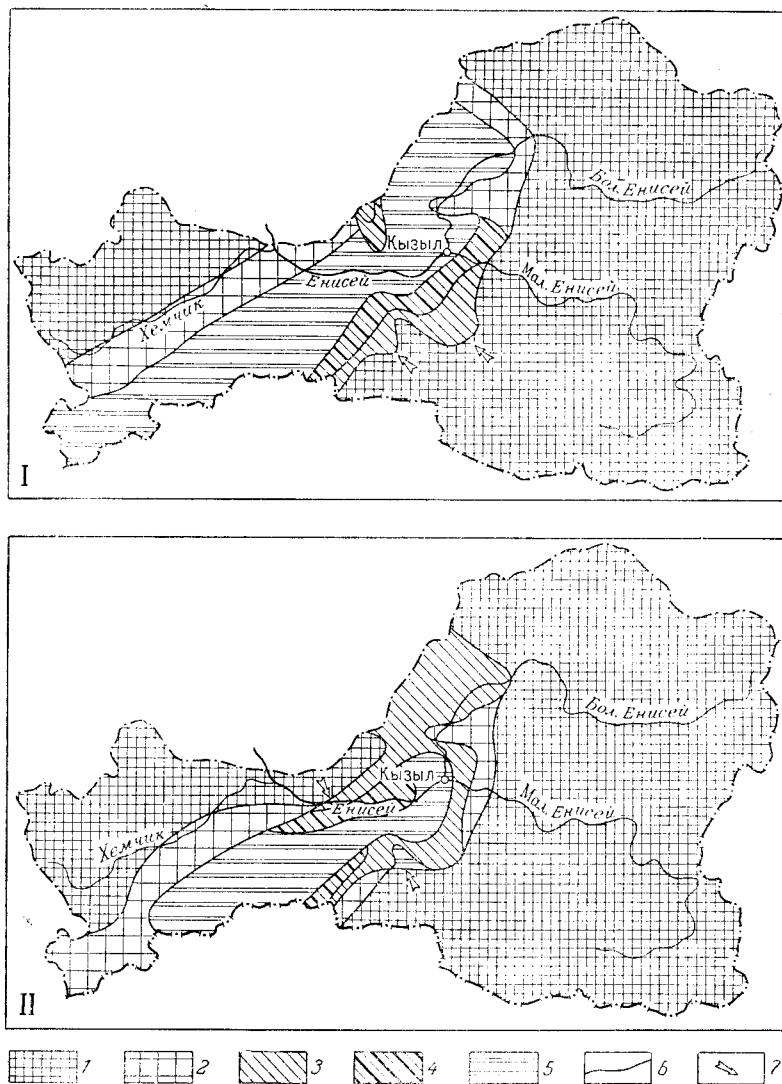 Бол. Енисей
Кызыл
Енисей
Мал. Енисей
Хемчик
I
Бол. Енисей
Кызыл
Енисей
Мал. Енисей
Хемчик
II
1 2 3 4 5 6 7